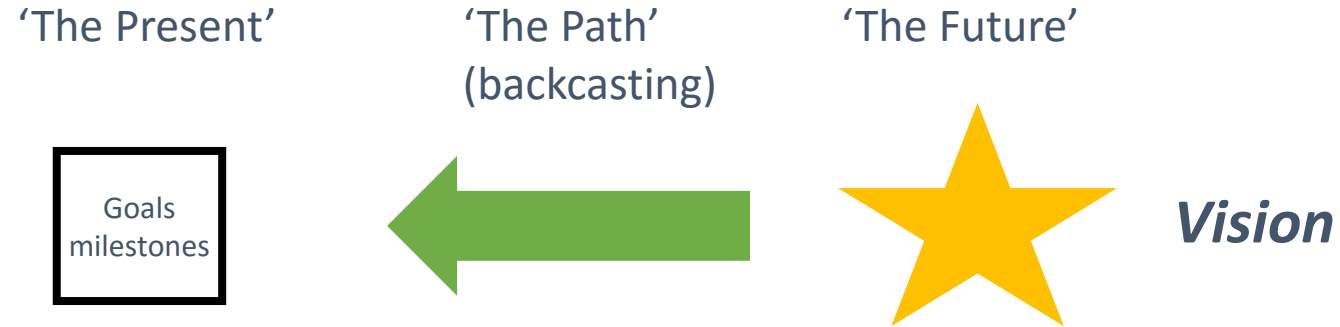 ‘The Present’
‘The Path’
(backcasting)
‘The Future’
Goals
milestones
Vision